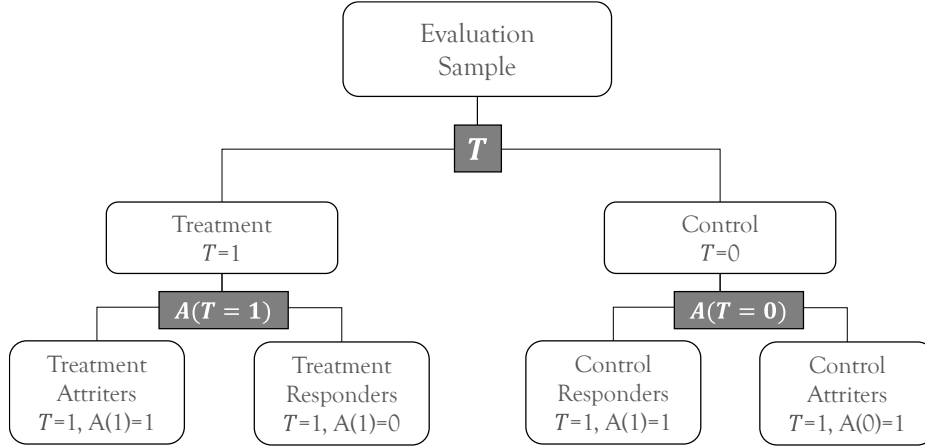 Evaluation
Sample
T
Treatment
T=1
Control
T=0
A(T = 1)
A(T = 0)
Treatment
Attriters
T=1, A(1)=1
Treatment
Responders
T=1, A(1)=0
Control
Responders
T=1, A(1)=1
Control
Attriters
T=1, A(0)=1